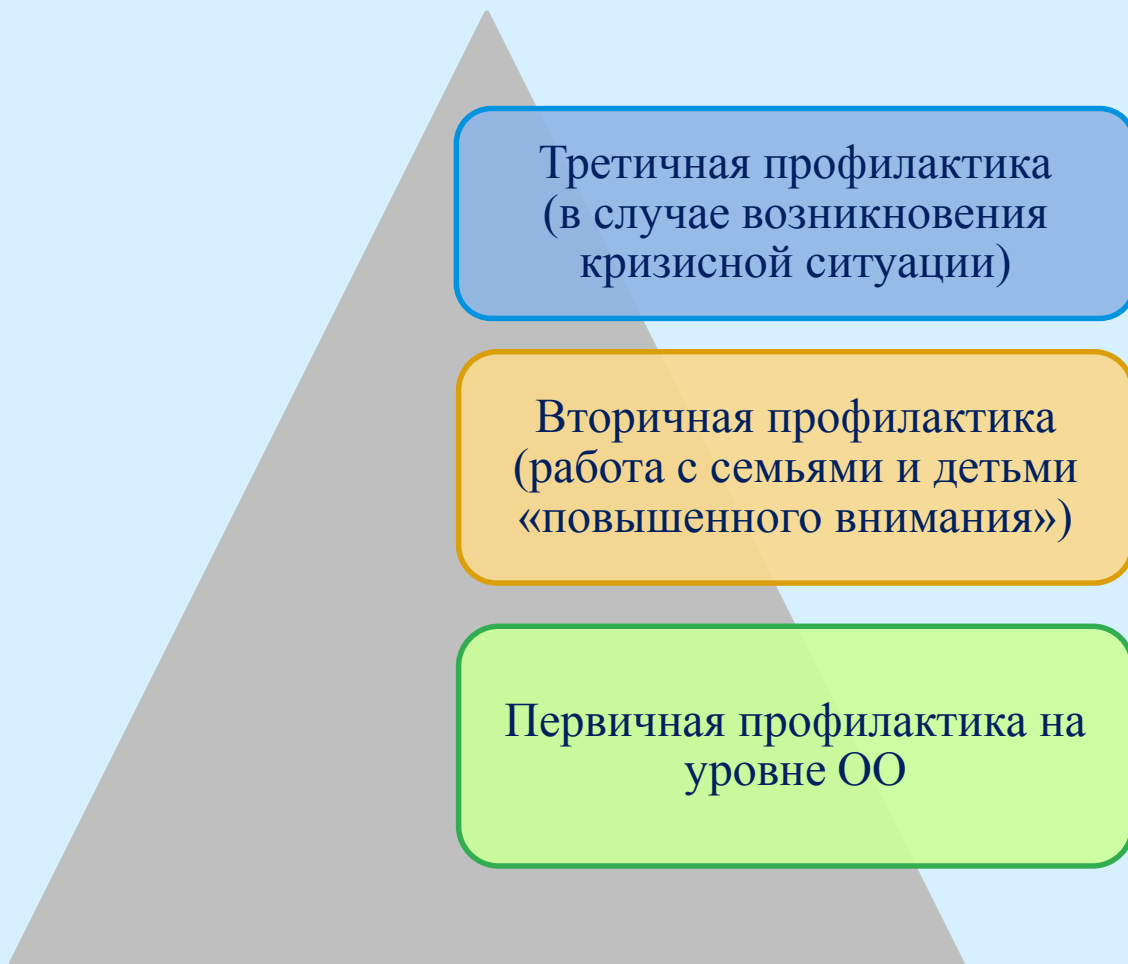 Третичная профилактика
(в случае возникновения
кризисной ситуации)
Вторичная профилактика
(работа с семьями и детьми
«повышенного внимания»)
Первичная профилактика на
уровне ОО